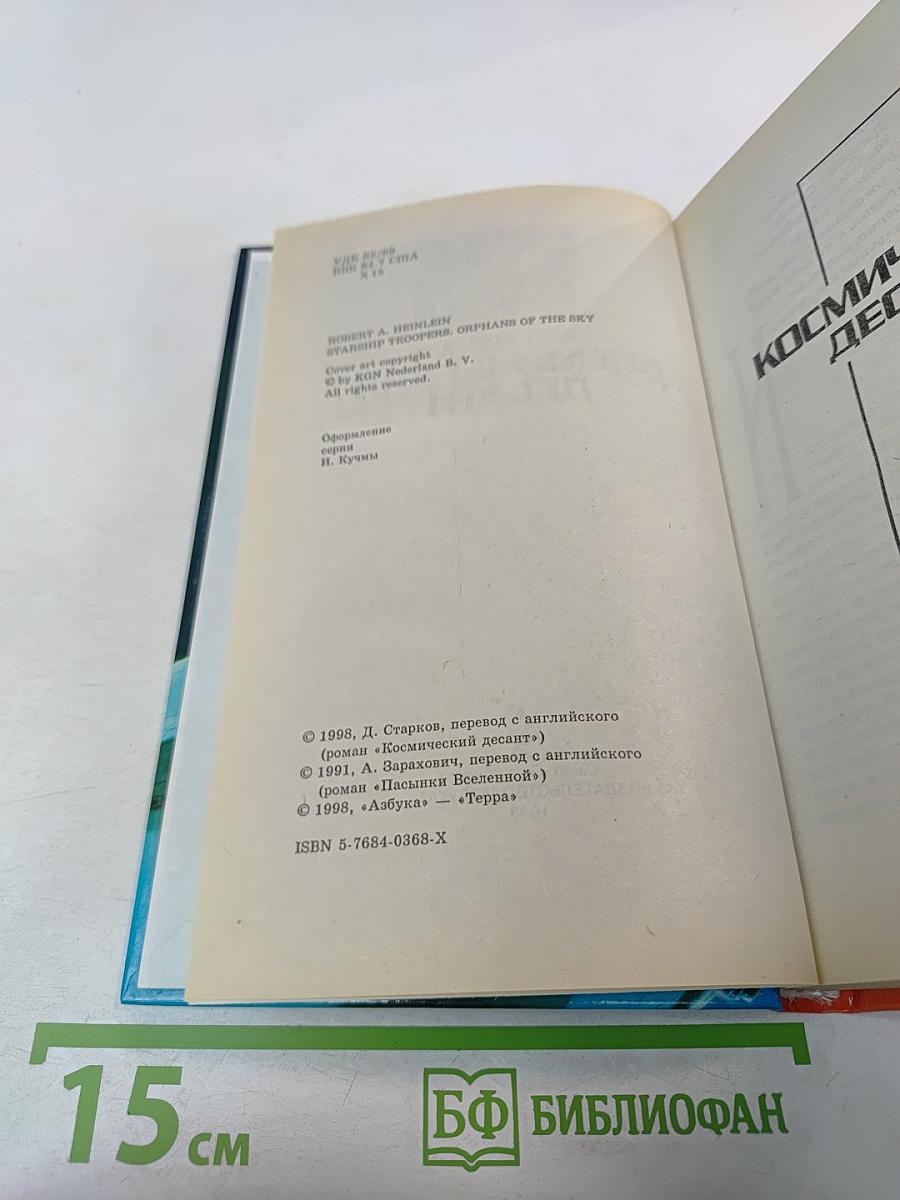 УДК 82/89
ББК 84.7 США
Х 15
ROBERT A. HEINLEIN
STARSHIP TROOPERS. ORPHANS OF THE SKY
Cover art copyright
© by KGN Nederland B. V.
All rights reserved.
Оформление
серии
И. Кучмы
© 1998, Д. Старков, перевод с английского
(роман «Космический десант»)
© 1991, А. Зарахович, перевод с английского
(роман «Пасынки Вселенной»)
© 1998, «Азбука» — «Терра»
ISBN 5-7684-0368-X
КОСМИЧ
ДЕС
15 см
БФ БИБЛИОФАН